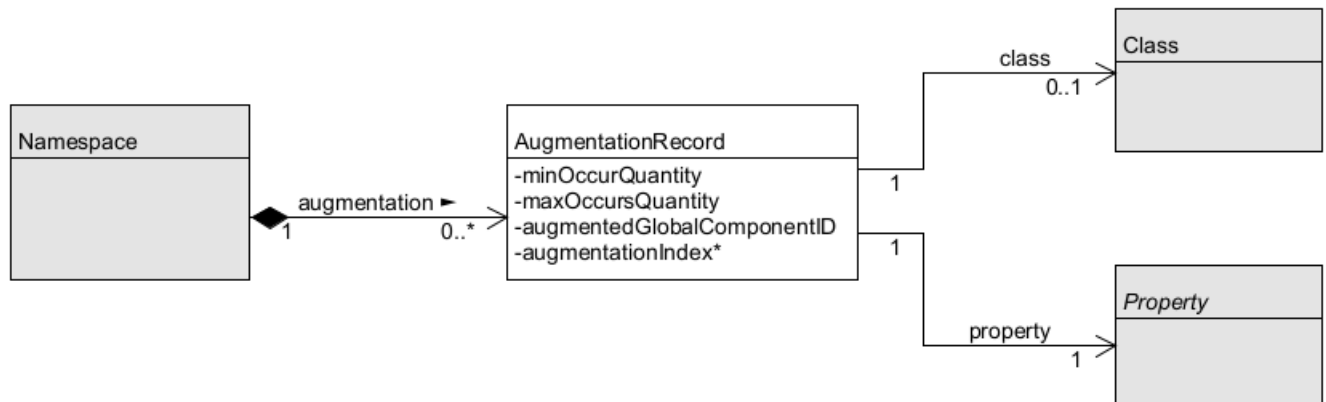 Class
class
0..1
Namespace
AugmentationRecord
-minOccurQuantity
-maxOccursQuantity
-augmentedGlobalComponentID
-augmentationIndex*
1
augmentation ►
1
0..*
1
Property
property
1